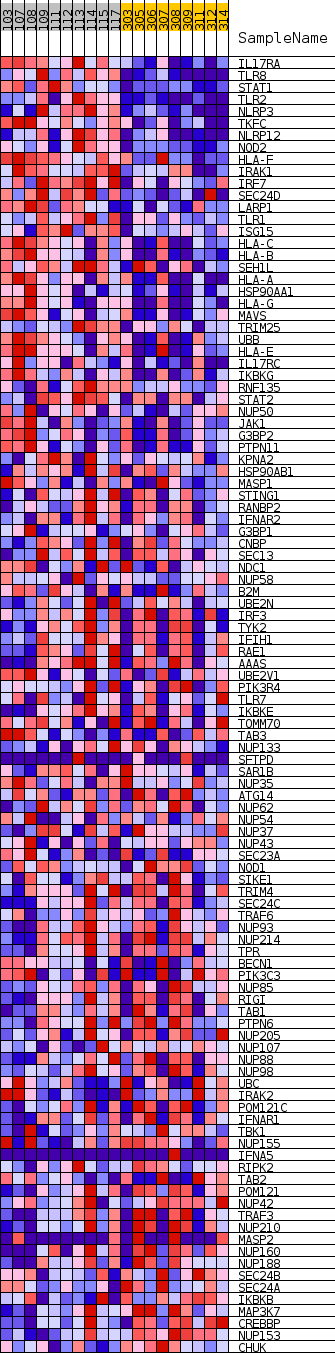 103 107 108 109 111 112 113 114 115 117 303 305 306 307 308 309 311 312 314
SampleName
IL17RA
TLR8
STAT1
TLR2
NLRP3
TKFC
NLRP12
NOD2
HLA-F
IRAK1
IRF7
SEC24D
LARP1
TLR1
ISG15
HLA-C
HLA-B
SEH1L
HLA-A
HSP90AA1
HLA-G
MAVS
TRIM25
UBB
HLA-E
IL17RC
IKBKG
RNF135
STAT2
NUP50
JAK1
G3BP2
PTPN11
KPNA2
HSP90AB1
MASP1
STING1
RANBP2
IFNAR2
G3BP1
CNBP
SEC13
NDC1
NUP58
B2M
UBE2N
IRF3
TYK2
IFIH1
RAE1
AAAS
UBE2V1
PIK3R4
TLR7
IKBKE
TOMM70
TAB3
NUP133
SFTPD
SAR1B
NUP35
ATG14
NUP62
NUP54
NUP37
NUP43
SEC23A
NOD1
SIKE1
TRIM4
SEC24C
TRAF6
NUP93
NUP214
TPR
BECN1
PIK3C3
NUP85
RIGI
TAB1
PTPN6
NUP205
NUP107
NUP88
NUP98
UBC
IRAK2
POM121C
IFNAR1
TBK1
NUP155
IFNA5
RIPK2
TAB2
POM121
NUP42
TRAF3
NUP210
MASP2
NUP160
NUP188
SEC24B
SEC24A
IKBKB
MAP3K7
CREBBP
NUP153
CHUK